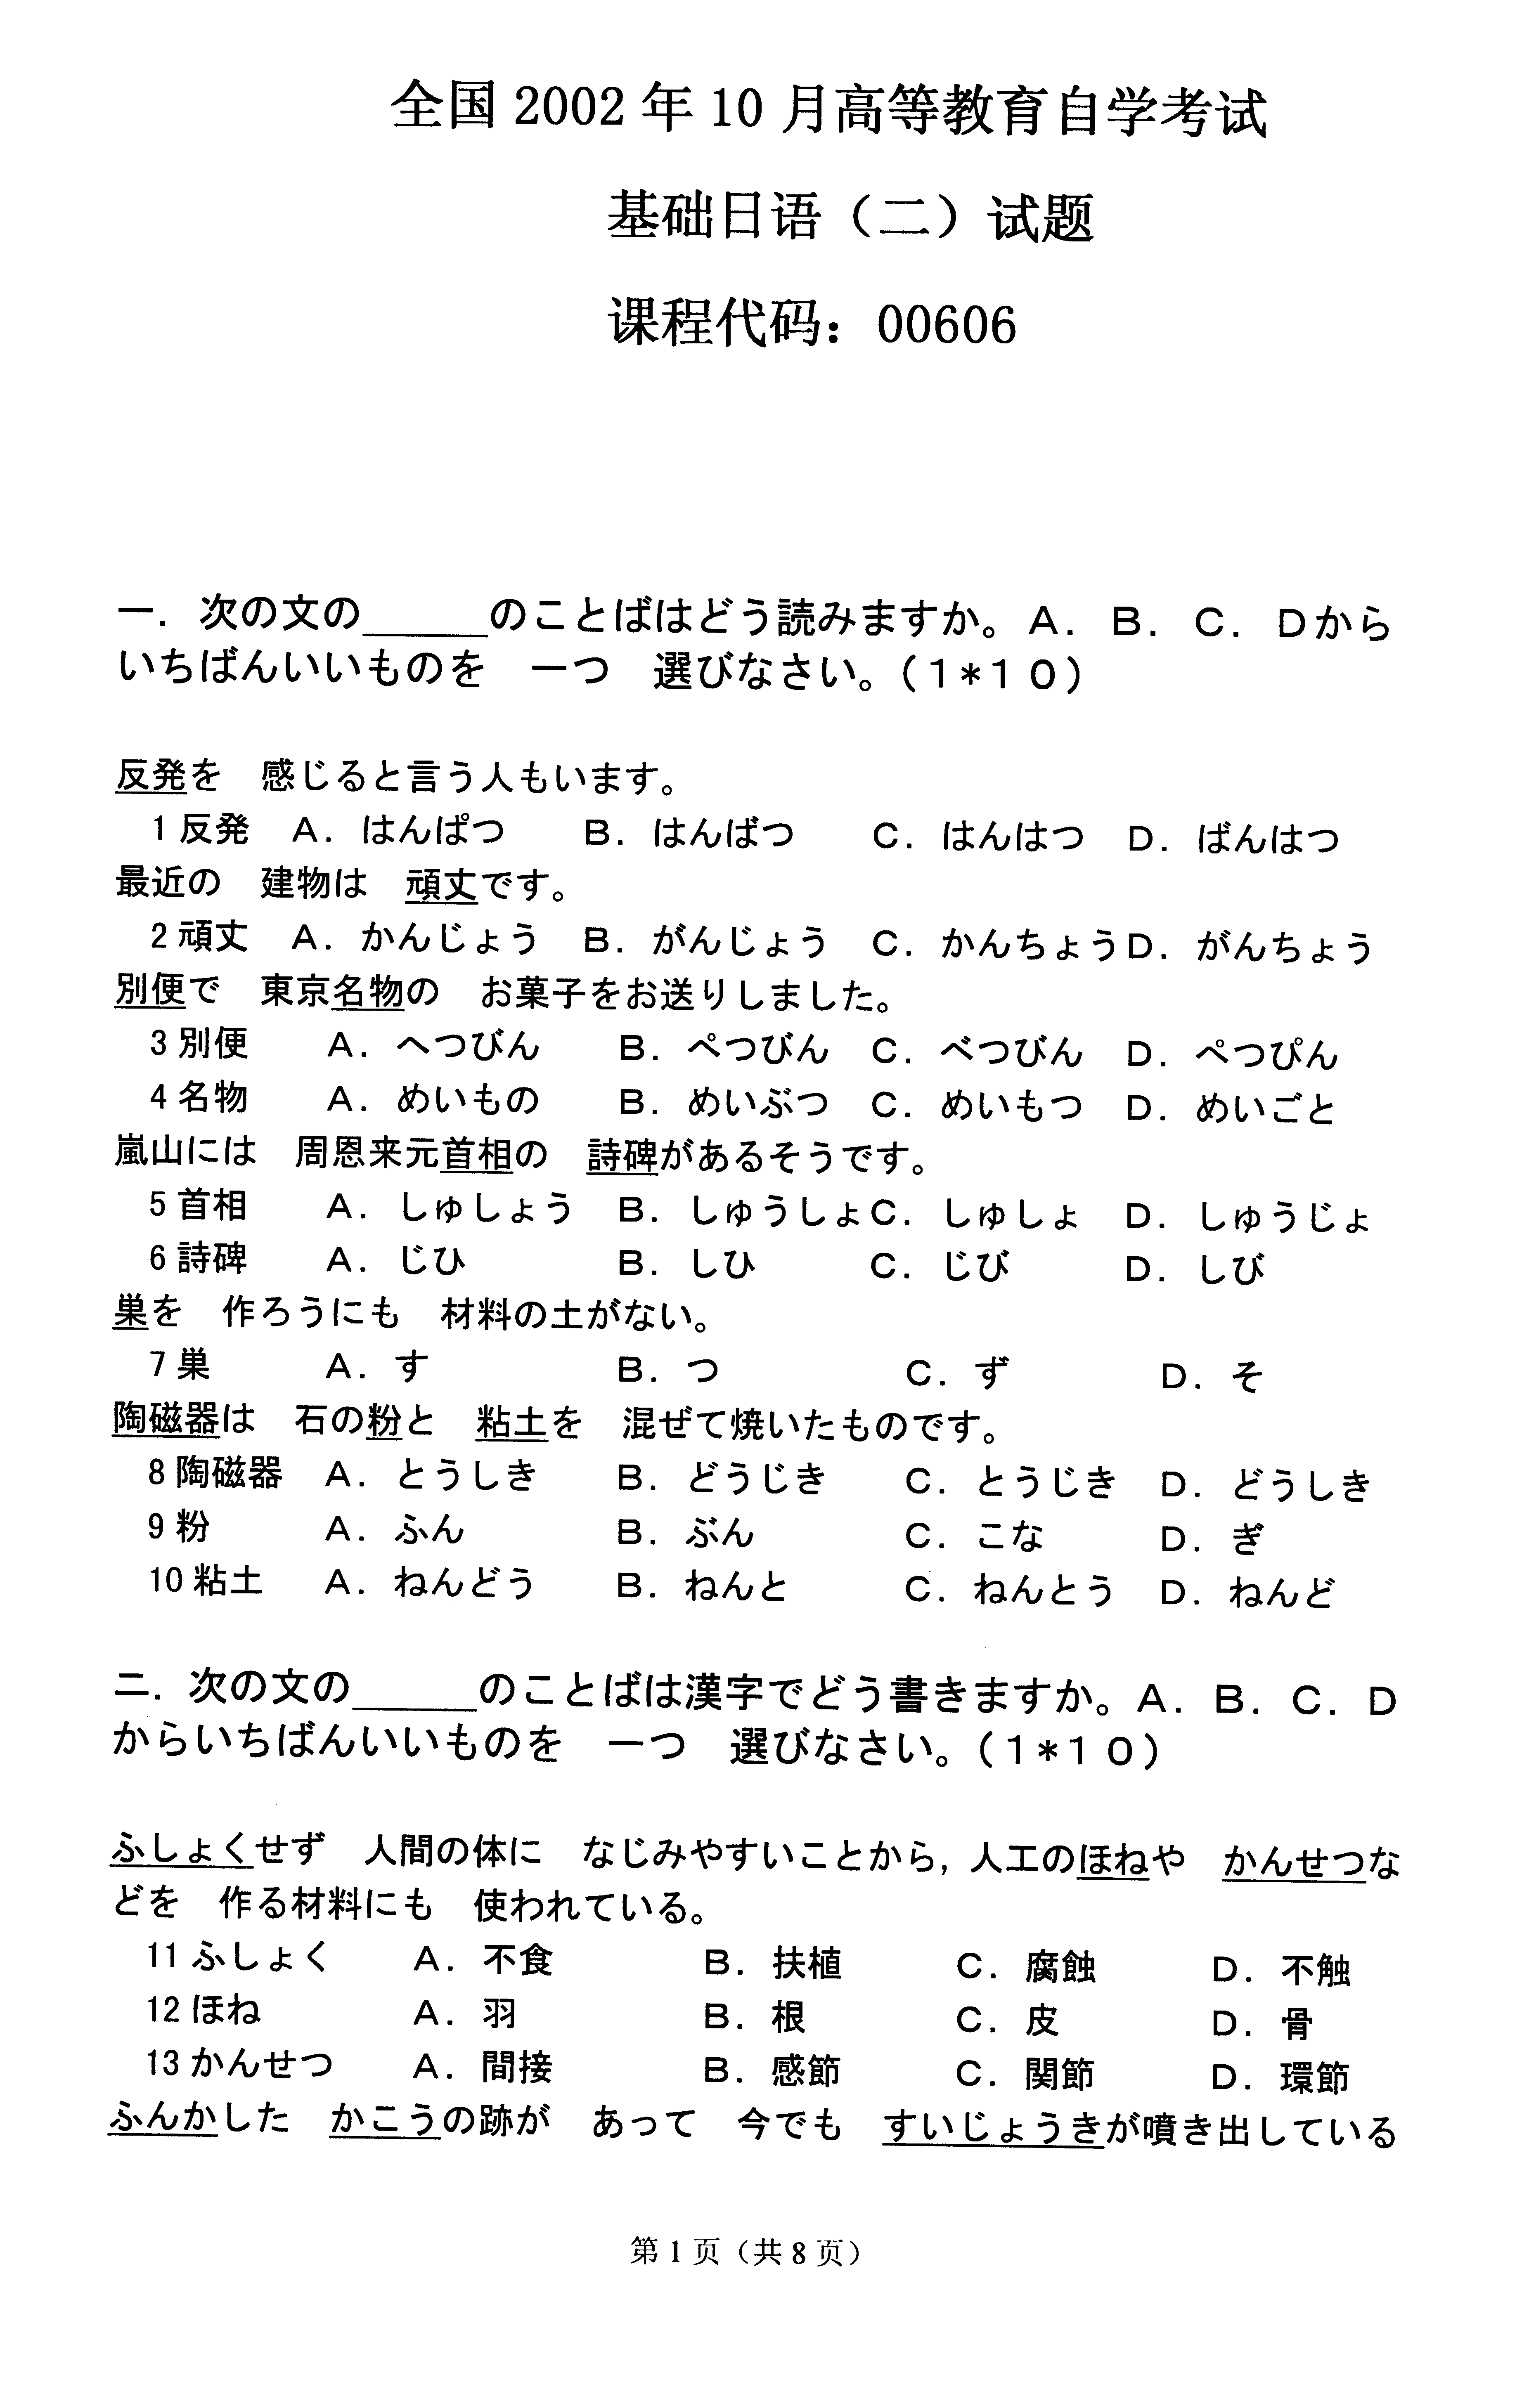 全国 2002 年 10 月高等教育自学考试
基础日语（二）试题
课程代码：00606
一．次の文の______のことばはどう読みますか。Ａ．Ｂ．Ｃ．Ｄから
いちばんいいものを　一つ　選びなさい。（１*１０）
反発を　感じると言う人もいます。
1 反発　Ａ．はんぱつ　Ｂ．はんばつ　Ｃ．はんはつ　Ｄ．ばんはつ
最近の　建物は　頑丈です。
2 頑丈　Ａ．かんじょう　Ｂ．がんじょう　Ｃ．かんちょう　Ｄ．がんちょう
別便で　東京名物の　お菓子をお送りしました。
3 別便　Ａ．へつびん　Ｂ．ぺつびん　Ｃ．べつびん　Ｄ．ぺつぴん
4 名物　Ａ．めいもの　Ｂ．めいぶつ　Ｃ．めいもつ　Ｄ．めいごと
嵐山には　周恩来元首相の　詩碑があるそうです。
5 首相　Ａ．しゅしょう　Ｂ．しゅうしょ　Ｃ．しゅしょ　Ｄ．しゅうじょ
6 詩碑　Ａ．じひ　Ｂ．しひ　Ｃ．じび　Ｄ．しび
巣を　作ろうにも　材料の土がない。
7 巣　Ａ．す　Ｂ．つ　Ｃ．ず　Ｄ．そ
陶磁器は　石の粉と　粘土を　混ぜて焼いたものです。
8 陶磁器　Ａ．とうしき　Ｂ．どうじき　Ｃ．とうじき　Ｄ．どうしき
9 粉　Ａ．ふん　Ｂ．ぶん　Ｃ．こな　Ｄ．ぎ
10 粘土　Ａ．ねんどう　Ｂ．ねんと　Ｃ．ねんとう　Ｄ．ねんど
二．次の文の______のことばは漢字でどう書きますか。Ａ．Ｂ．Ｃ．Ｄ
からいちばんいいものを　一つ　選びなさい。（１*１０）
ふしょくせず　人間の体に　なじみやすいことから，人工のほねや　かんせつな
どを　作る材料にも　使われている。
11 ふしょく　Ａ．不食　Ｂ．扶植　Ｃ．腐蝕　Ｄ．不触
12 ほね　Ａ．羽　Ｂ．根　Ｃ．皮　Ｄ．骨
13 かんせつ　Ａ．間接　Ｂ．感節　Ｃ．関節　Ｄ．環節
ふんかした　かこうの跡が　あって　今でも　すいじょうきが噴き出している
第 1 页（共 8 页）